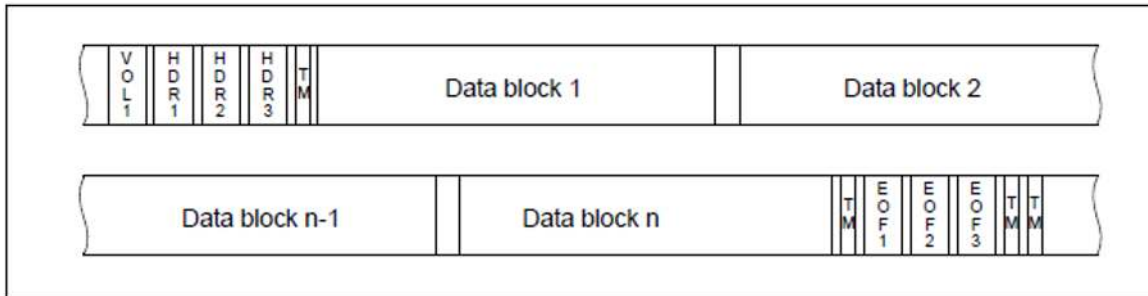 VOL1 HDR1 HDR2 HDR3 TM Data block 1 Data block 2
Data block n-1 Data block n TM EOF1 EOF2 EOF3 TM TM